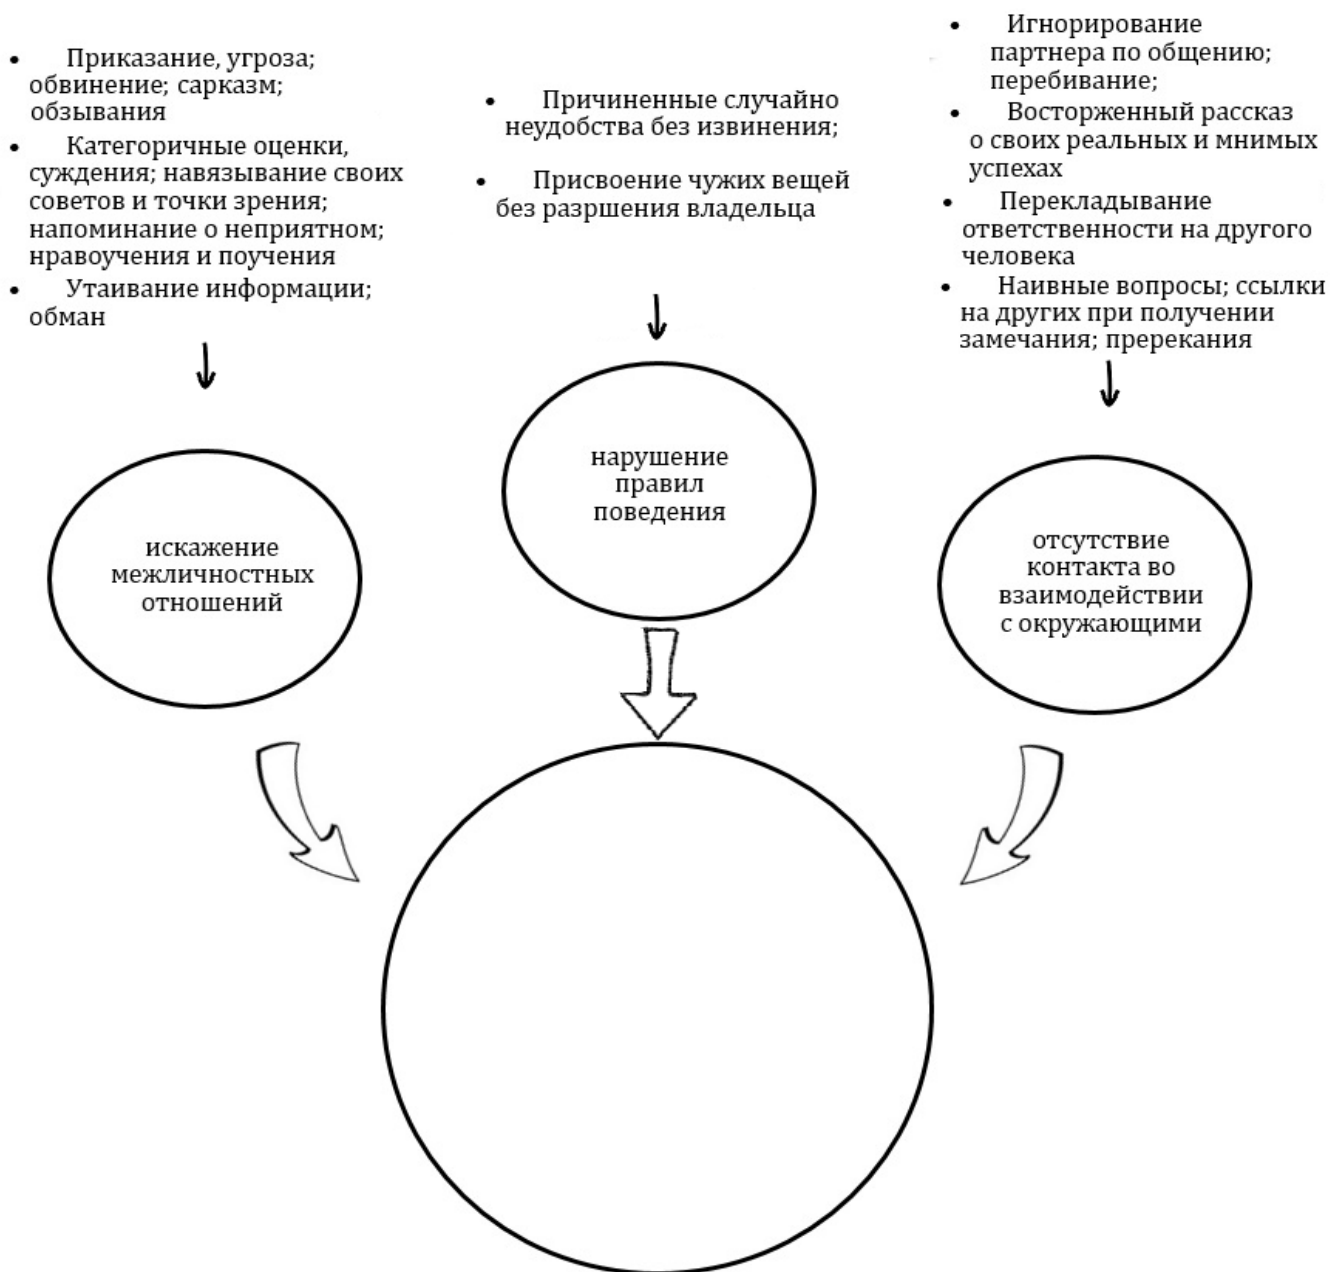 • Приказание, угроза;
обвинение; сарказм;
обзывания
• Категоричные оценки,
суждения; навязывание своих
советов и точки зрения;
напоминание о неприятном;
нравоучения и поучения
• Утаивание информации;
обман
• Причиненные случайно
неудобства без извинения;
• Присвоение чужих вещей
без разршения владельца
• Игнорирование
партнера по общению;
перебивание;
• Восторженный рассказ
о своих реальных и мнимых
успехах
• Перекладывание
ответственности на другого
человека
• Наивные вопросы; ссылки
на других при получении
замечания; пререкания
искажение
межличностных
отношений
нарушение
правил
поведения
отсутствие
контакта во
взаимодействии
с окружающими